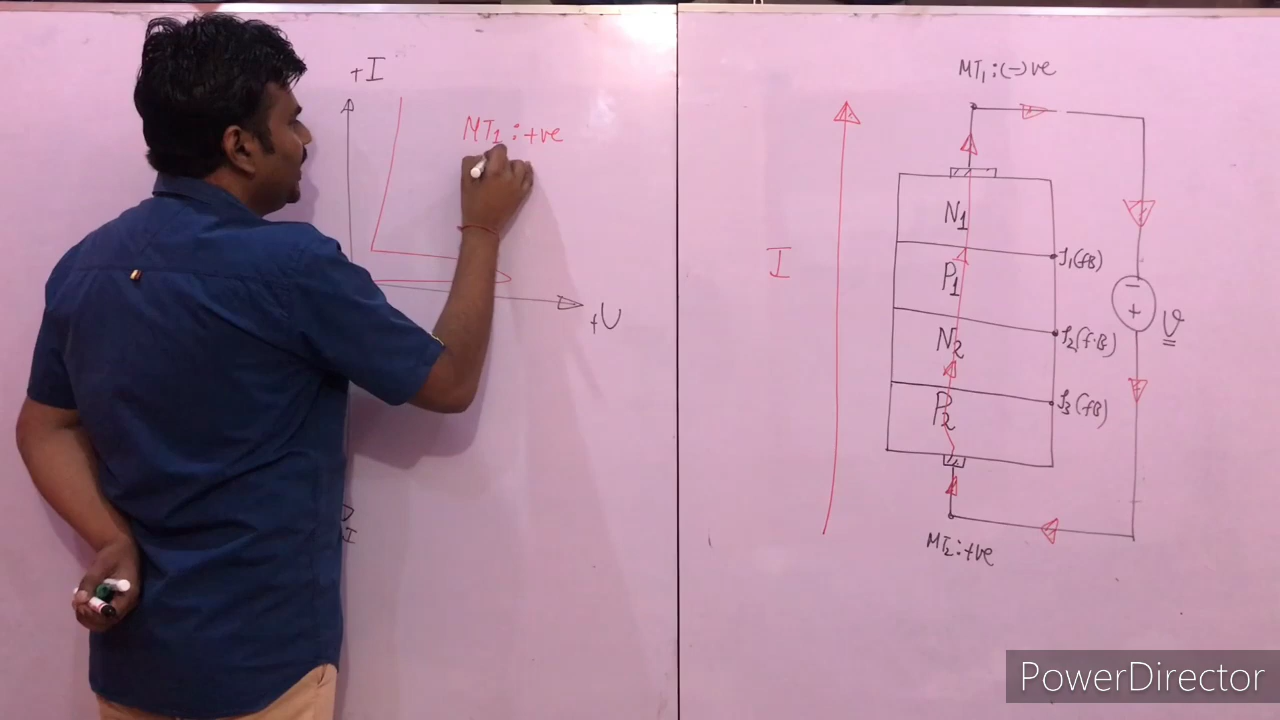 +I
MT1 : +ve
+V
I
MT1 : (-)ve
I
N1
P1
N2
P2
J1(fB)
J2(f.B)
J3(fB)
-
+
V
MT2 : +ve
PowerDirector